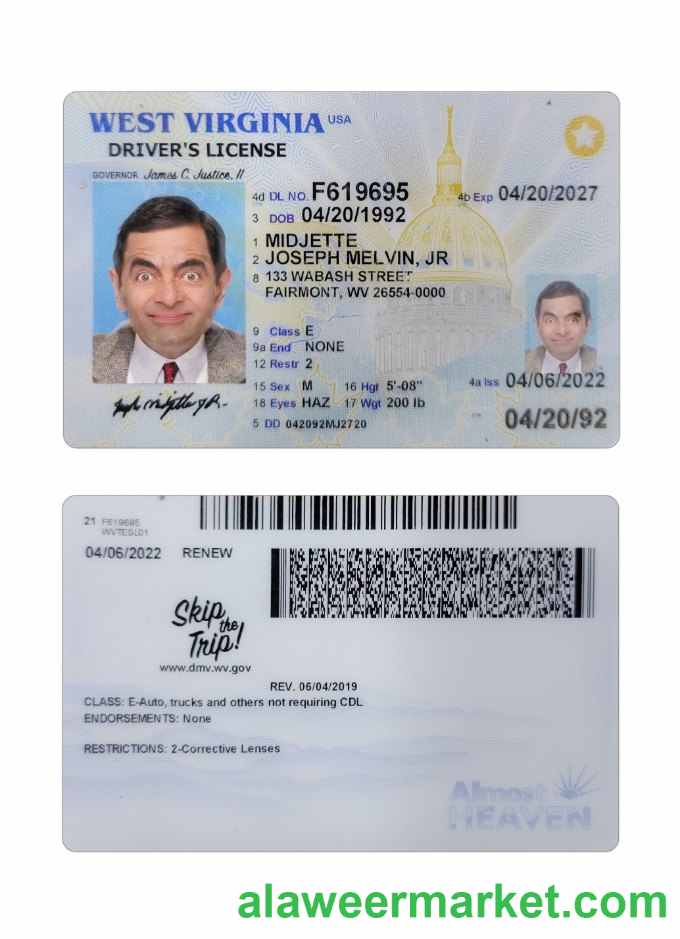 WEST VIRGINIA USA
DRIVER'S LICENSE
GOVERNOR James C. Justice, II
4d DL NO. F619695
4b Exp 04/20/2027
3 DOB 04/20/1992
1 MIDJETTE
2 JOSEPH MELVIN, JR
8 133 WABASH STREET
FAIRMONT, WV 26554-0000
9 Class E
9a End NONE
12 Restr 2
15 Sex M 16 Hgt 5'-08"
4a Iss 04/06/2022
18 Eyes HAZ 17 Wgt 200 lb
04/20/92
5 DD 042092MJ2720
21 F619695
WVTEGL01
04/06/2022 RENEW
Skip
the
Trip!
www.dmv.wv.gov
REV. 06/04/2019
CLASS: E-Auto, trucks and others not requiring CDL
ENDORSEMENTS: None
RESTRICTIONS: 2-Corrective Lenses
Almost
HEAVEN
alaweermarket.com